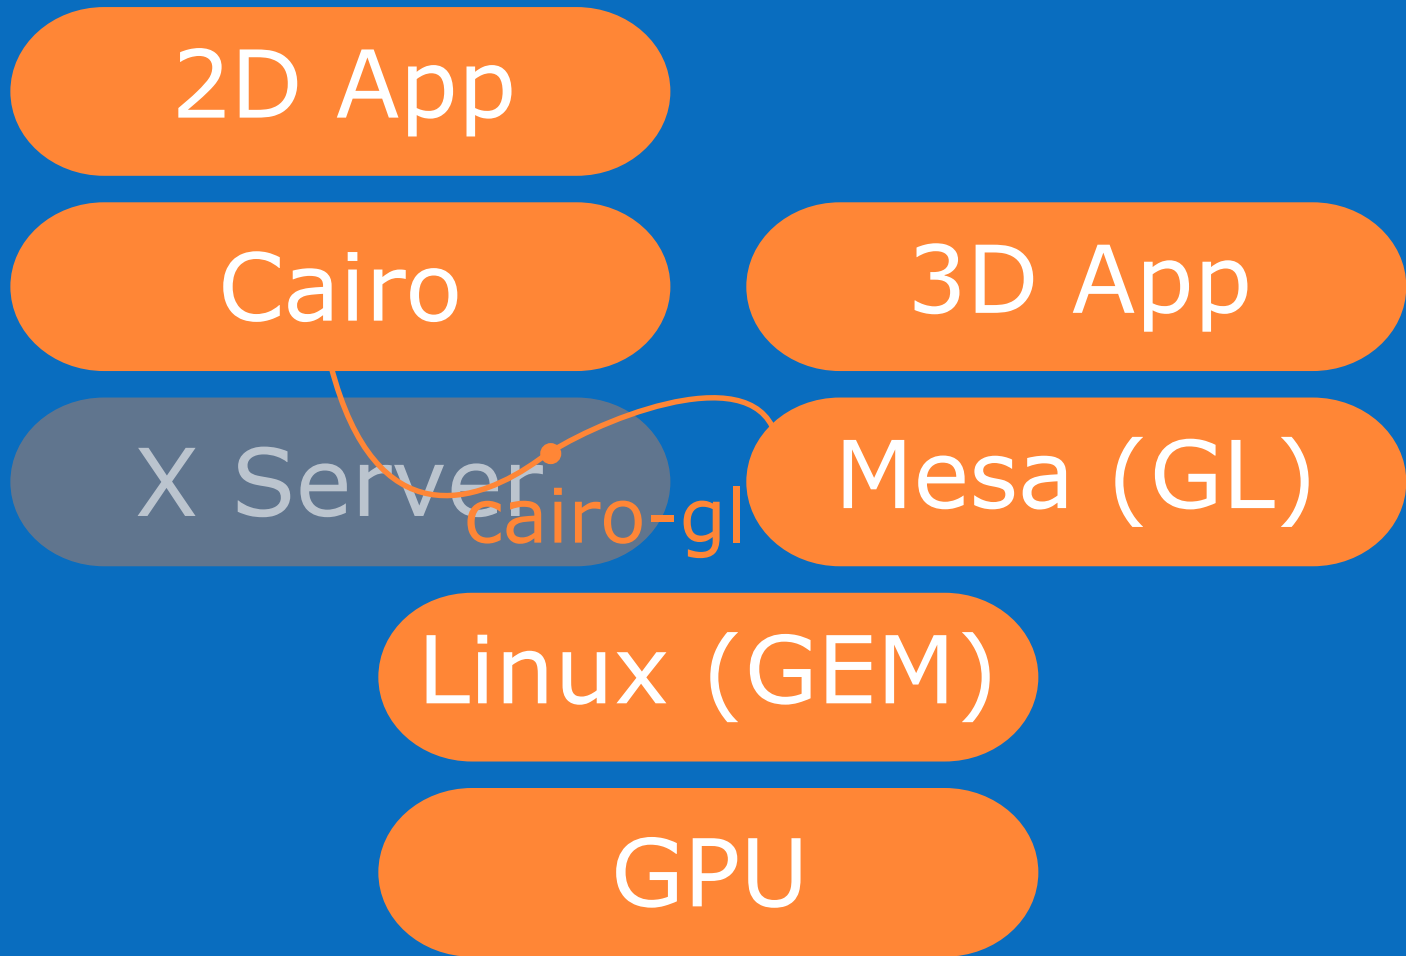 2D App
Cairo
3D App
X Server
cairo-gl
Mesa (GL)
Linux (GEM)
GPU